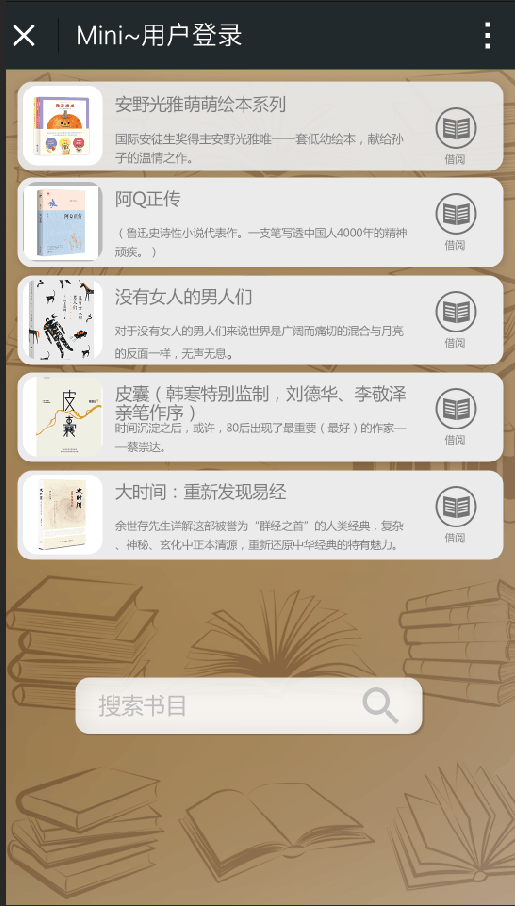 Mini~用户登录
安野光雅萌萌绘本系列
国际安徒生奖得主安野光雅唯一一套低幼绘本，献给孙
子的温情之作。
借阅
阿Q正传
阿Q正传
（鲁迅史诗性小说代表作。一支笔写透中国人4000年的精神
顽疾。）
借阅
没有女人的男人们
对于没有女人的男人们来说世界是广阔而痛切的混合与月亮
的反面一样，无声无息。
借阅
皮囊
皮囊（韩寒特别监制，刘德华、李敬泽
亲笔作序）
时间沉淀之后，或许，80后出现了最重要（最好）的作家—
—蔡崇达。
借阅
大时间
大时间：重新发现易经
余世存先生详解这部被誉为“群经之首”的人类经典．复杂
、神秘、玄化中正本清源，重新还原中华经典的特有魅力。
借阅
搜索书目